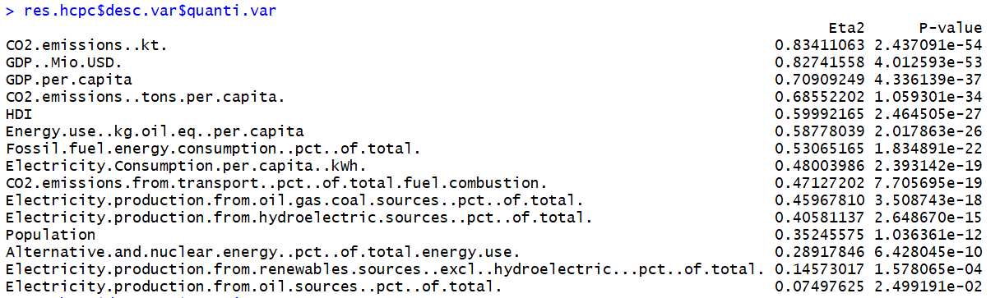 > res.hcpc$desc.var$quanti.var
Eta2 P-value
CO2.emissions..kt. 0.83411063 2.437091e-54
GDP..Mio.USD. 0.82741558 4.012593e-53
GDP.per.capita 0.70909249 4.336139e-37
CO2.emissions..tons.per.capita. 0.68552202 1.059301e-34
HDI 0.59992165 2.464505e-27
Energy.use..kg.oil.eq..per.capita 0.58778039 2.017863e-26
Fossil.fuel.energy.consumption..pct..of.total. 0.53065165 1.834891e-22
Electricity.Consumption.per.capita..kWh. 0.48003986 2.393142e-19
CO2.emissions.from.transport..pct..of.total.fuel.combustion. 0.47127202 7.705695e-19
Electricity.production.from.oil.gas.coal.sources..pct..of.total. 0.45967810 3.508743e-18
Electricity.production.from.hydroelectric.sources..pct..of.total. 0.40581137 2.648670e-15
Population 0.35245575 1.036361e-12
Alternative.and.nuclear.energy..pct..of.total.energy.use. 0.28917846 6.428045e-10
Electricity.production.from.renewables.sources..excl..hydroelectric...pct..of.total. 0.14573017 1.578065e-04
Electricity.production.from.oil.sources..pct..of.total. 0.07497625 2.499191e-02